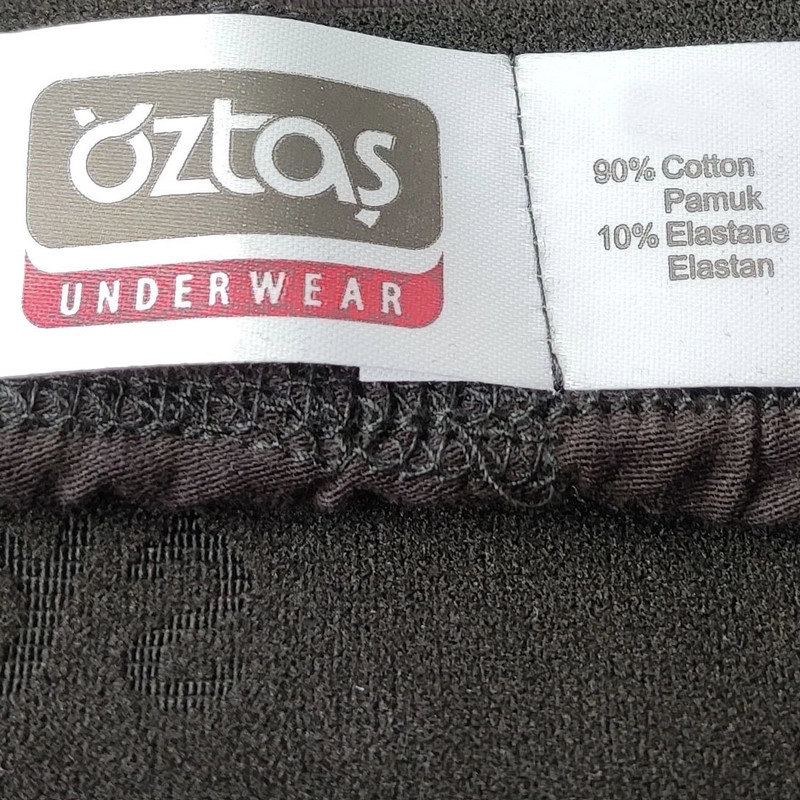 öztaş
UNDERWEAR
90% Cotton
Pamuk
10% Elastane
Elastan